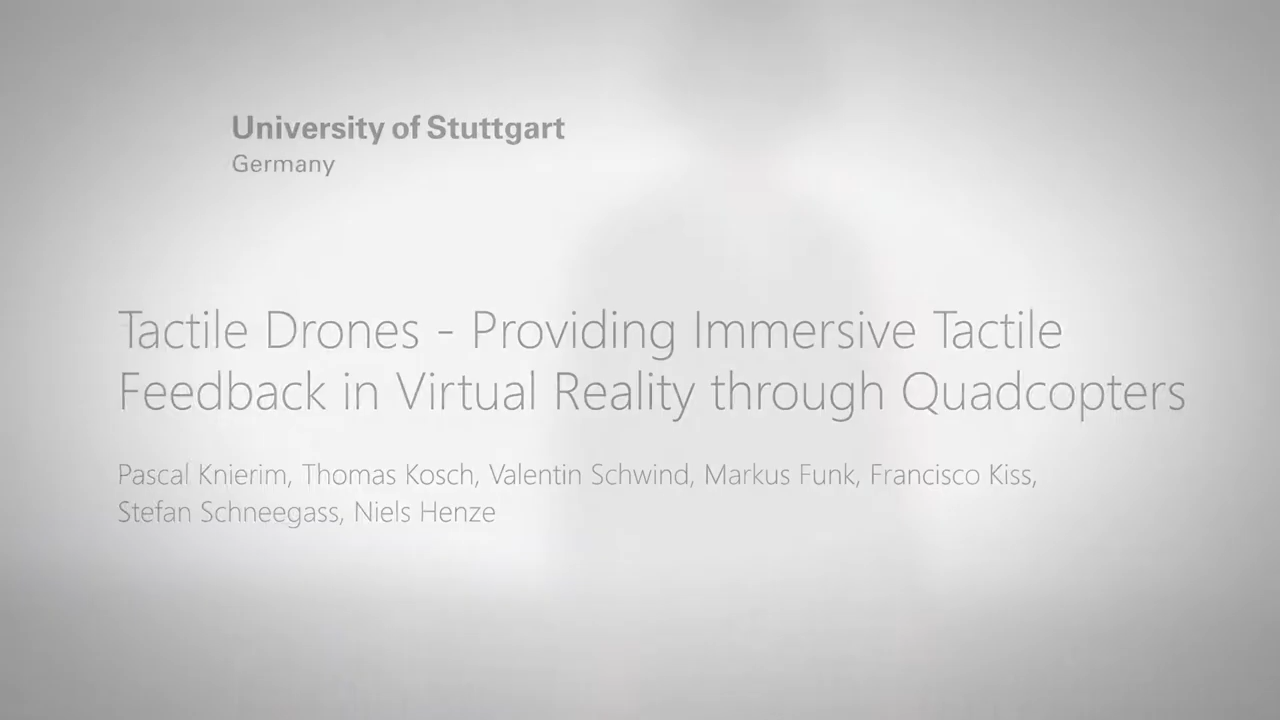 University of Stuttgart
Germany
Tactile Drones - Providing Immersive Tactile
Feedback in Virtual Reality through Quadcopters
Pascal Knierim, Thomas Kosch, Valentin Schwind, Markus Funk, Francisco Kiss,
Stefan Schneegass, Niels Henze